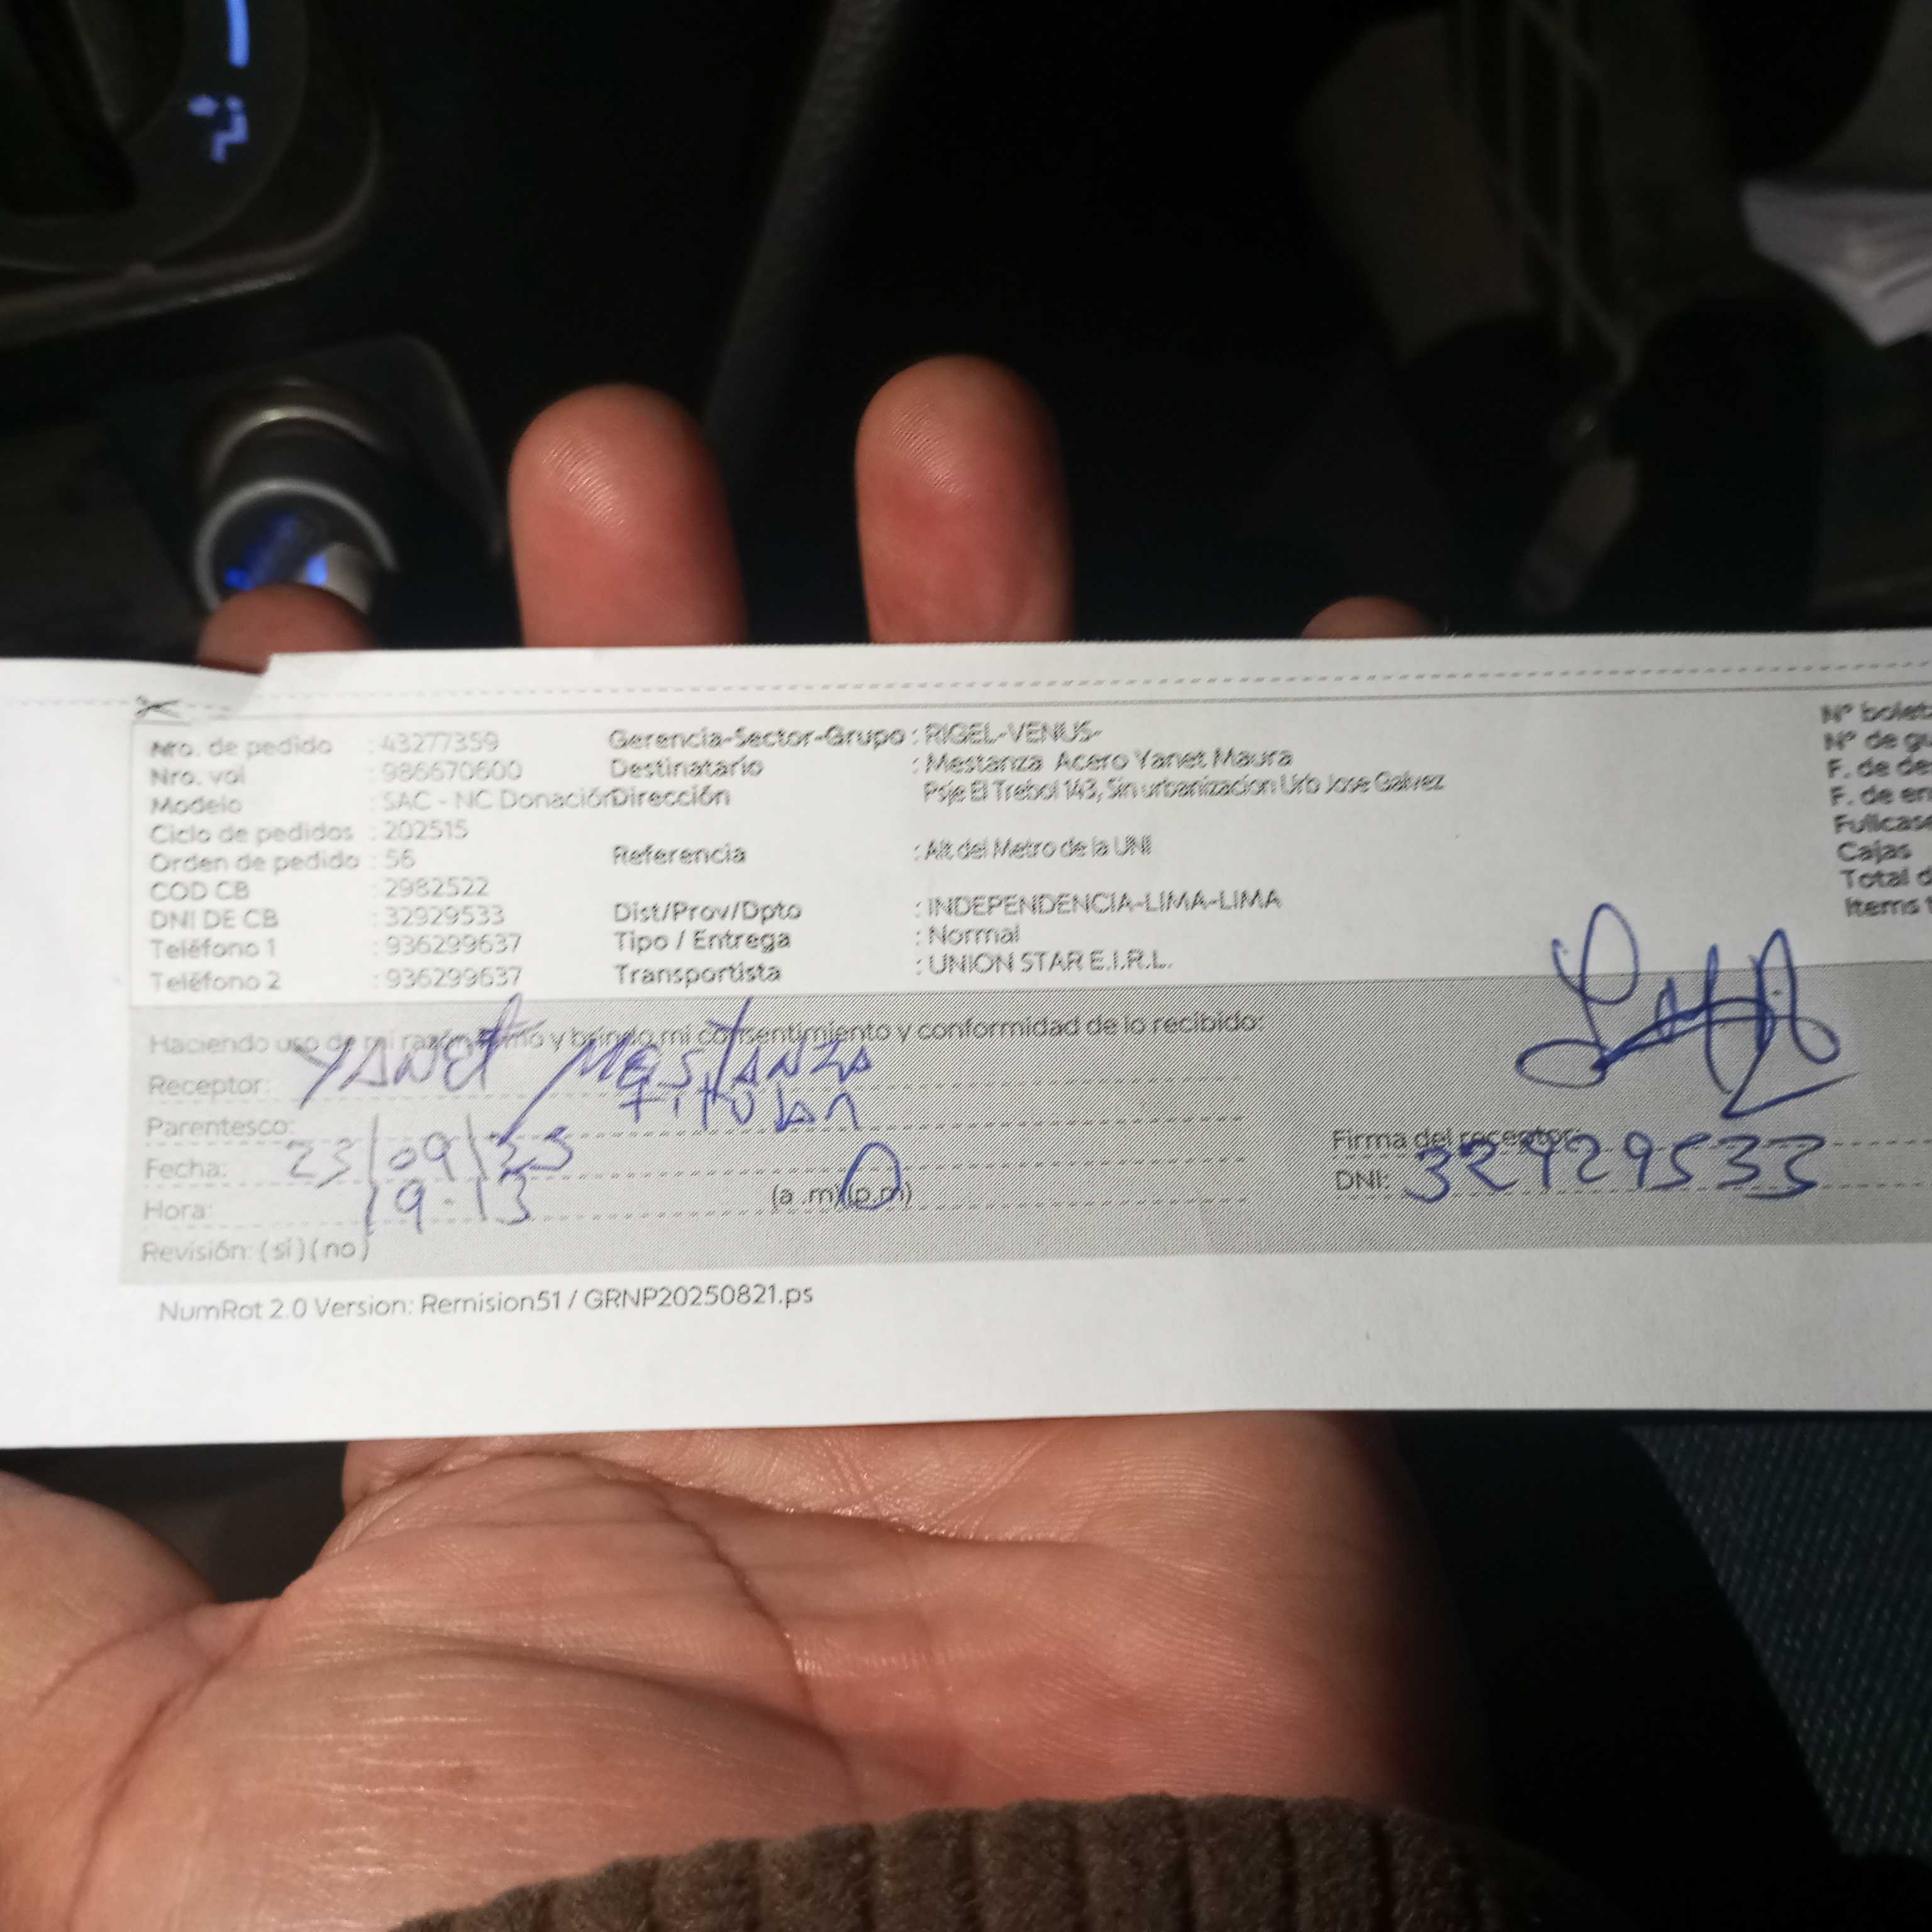 Nro. de pedido : 43277359 Gerencia-Sector-Grupo : RIGEL-VENUS- N° bolet
Nro. vol : 986670600 Destinatario : Mestanza Acero Yanet Maura N° de gu
Modelo : SAC - NC Donación Dirección : Psje El Trebol 143, Sin urbanizacion Urb Jose Galvez F. de de
Ciclo de pedidos : 202515 F. de en
Orden de pedido : 56 Referencia : Alt del Metro de la UNI Fullcase
COD CB : 2982522 Cajas
DNI DE CB : 32929533 Dist/Prov/Dpto : INDEPENDENCIA-LIMA-LIMA Total d
Teléfono 1 : 936299637 Tipo / Entrega : Normal Items
Teléfono 2 : 936299637 Transportista : UNION STAR E.I.R.L.
Haciendo uso de mi razón y brindo mi consentimiento y conformidad de lo recibido:
Receptor: YANET MESTANZA
Parentesco: Titular
Fecha: 23/09/
Hora: 19.13 (a .m)(p.m)
Revisión: (si)(no)
Firma del receptor:
DNI: 32929533
NumRot 2.0 Version: Remision51 / GRNP20250821.ps